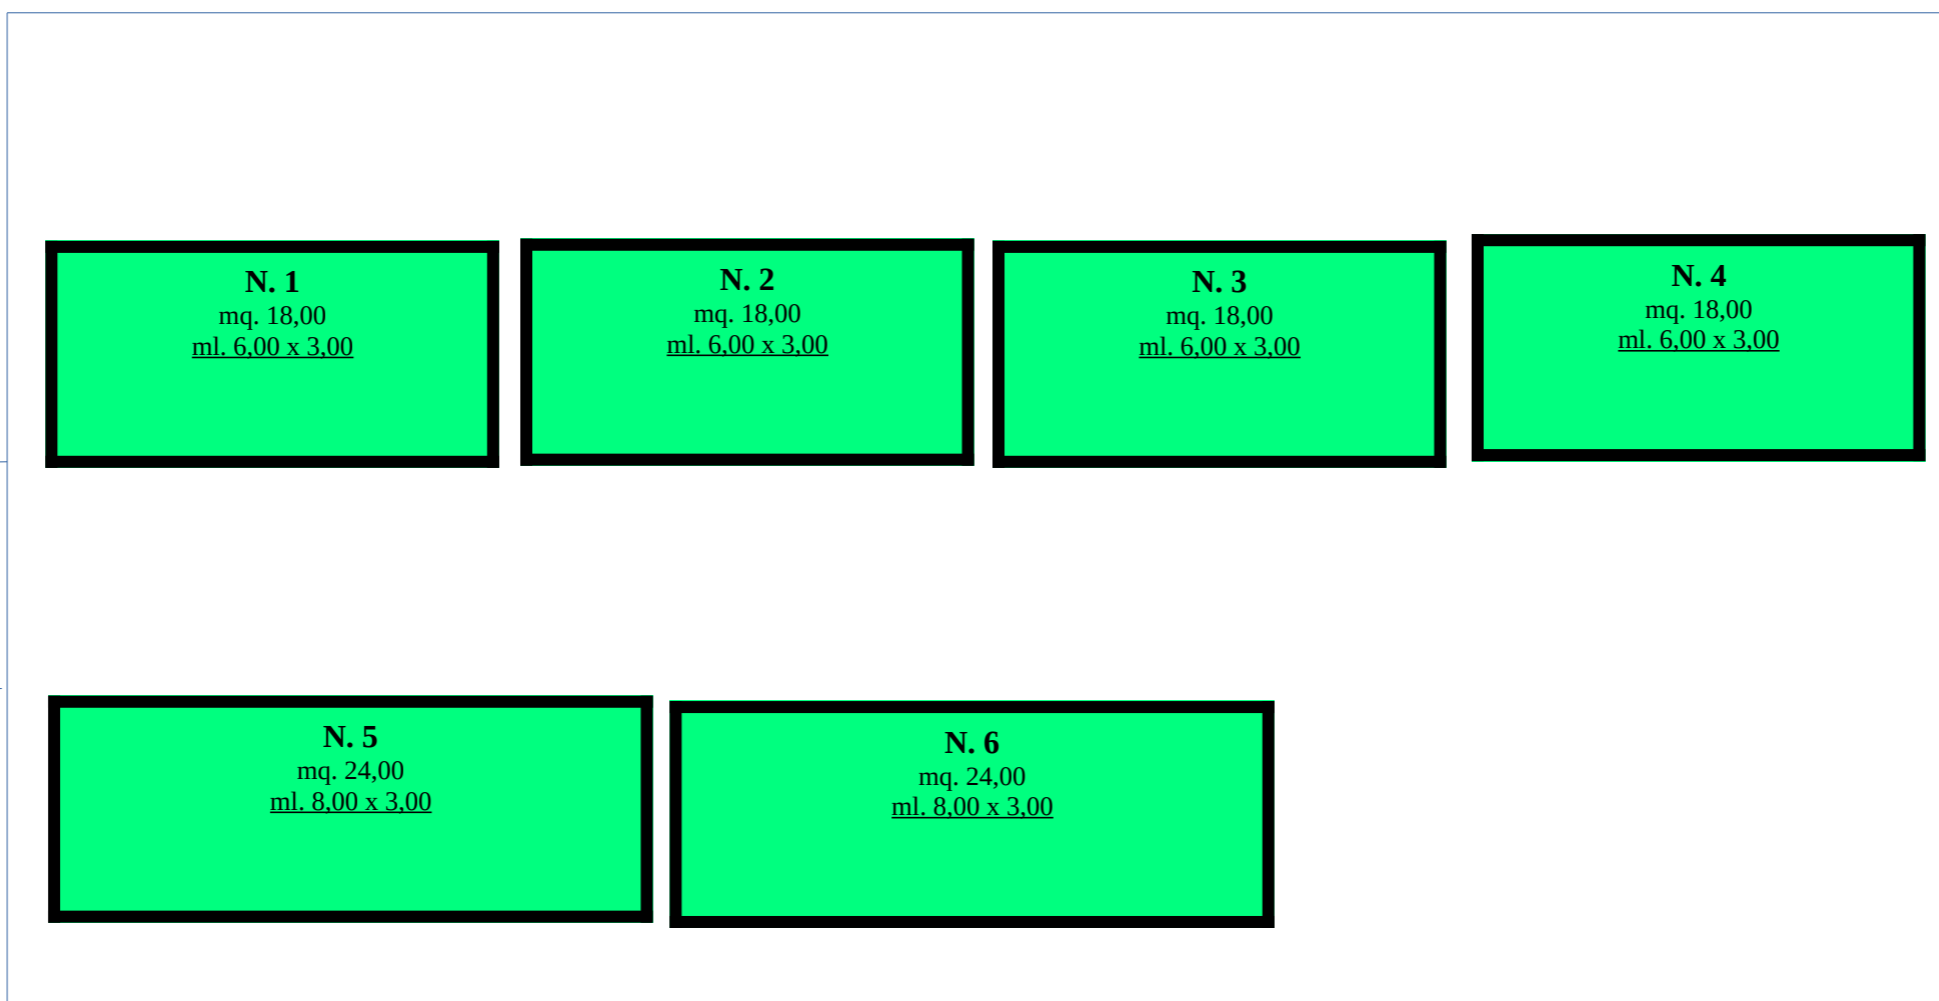 N. 1
mq. 18,00
ml. 6,00 x 3,00
N. 2
mq. 18,00
ml. 6,00 x 3,00
N. 3
mq. 18,00
ml. 6,00 x 3,00
N. 4
mq. 18,00
ml. 6,00 x 3,00
N. 5
mq. 24,00
ml. 8,00 x 3,00
N. 6
mq. 24,00
ml. 8,00 x 3,00